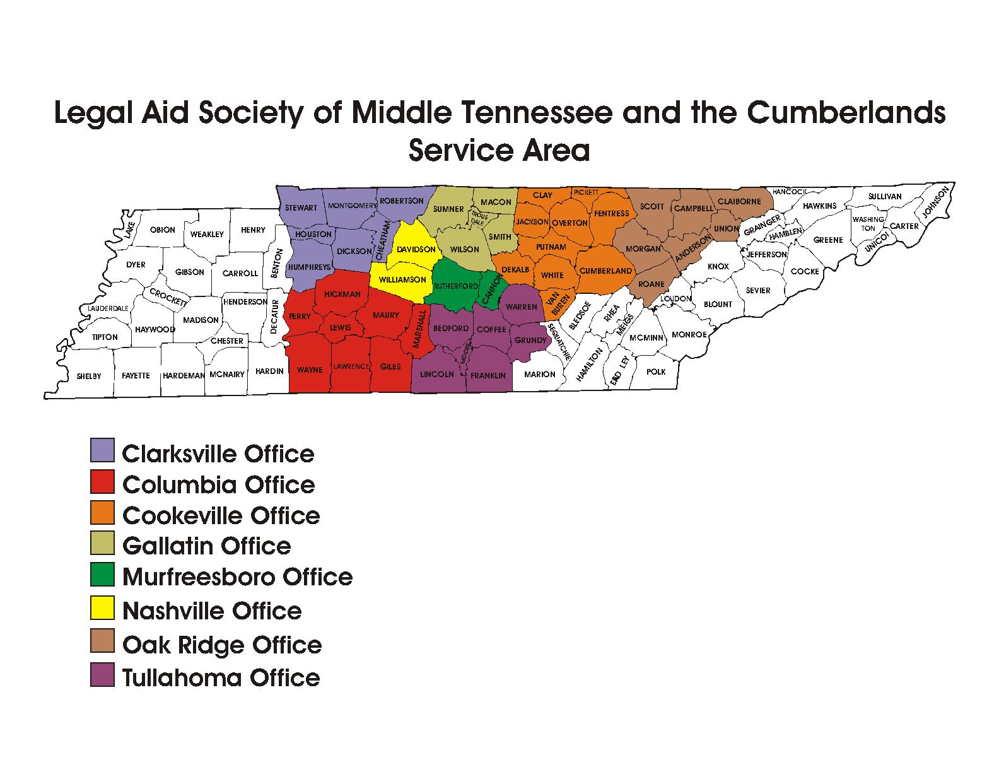 Legal Aid Society of Middle Tennessee and the Cumberlands
Service Area
STEWART
MONTGOMERY
ROBERTSON
SUMNER
MACON
TROUS
DALE
CLAY
PICKETT
FENTRESS
SCOTT
CAMPBELL
CLAIBORNE
HANCOCK
HAWKINS
SULLIVAN
JOHNSON
LAKE
OBION
WEAKLEY
HENRY
HOUSTON
DICKSON
CHEATHAM
DAVIDSON
WILSON
SMITH
JACKSON
OVERTON
PUTNAM
MORGAN
ANDERSON
UNION
GRAINGER
HAMBLEN
GREENE
WASHING
TON
CARTER
UNICOI
DYER
GIBSON
CARROLL
BENTON
HUMPHREYS
WILLIAMSON
RUTHERFORD
CANNON
DEKALB
WHITE
CUMBERLAND
ROANE
KNOX
JEFFERSON
COCKE
SEVIER
LAUDERDALE
CROCKETT
MADISON
HENDERSON
DECATUR
PERRY
HICKMAN
LEWIS
MAURY
MARSHALL
BEDFORD
COFFEE
WARREN
VAN
BUREN
BLEDSOE
RHEA
MEIGS
LOUDON
BLOUNT
TIPTON
HAYWOOD
CHESTER
MOORE
GRUNDY
SEQUATCHIE
MCMINN
MONROE
SHELBY
FAYETTE
HARDEMAN
MCNAIRY
HARDIN
WAYNE
LAWRENCE
GILES
LINCOLN
FRANKLIN
MARION
HAMILTON
POLK
Clarksville Office
Columbia Office
Cookeville Office
Gallatin Office
Murfreesboro Office
Nashville Office
Oak Ridge Office
Tullahoma Office